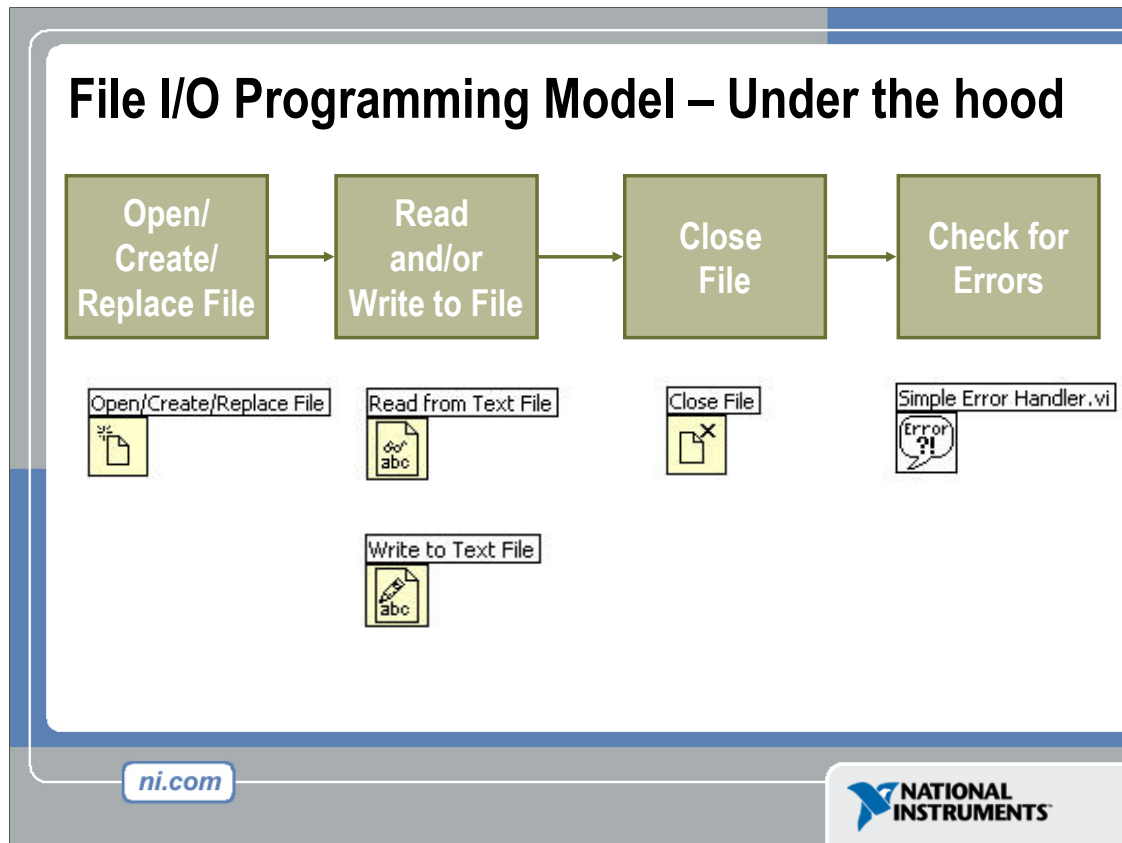 File I/O Programming Model – Under the hood
Open/
Create/
Replace File
Read
and/or
Write to File
Close
File
Check for
Errors
Open/Create/Replace File
Read from Text File
abc
Write to Text File
abc
Close File
Simple Error Handler.vi
Error
?!
ni.com
NATIONAL
INSTRUMENTS™